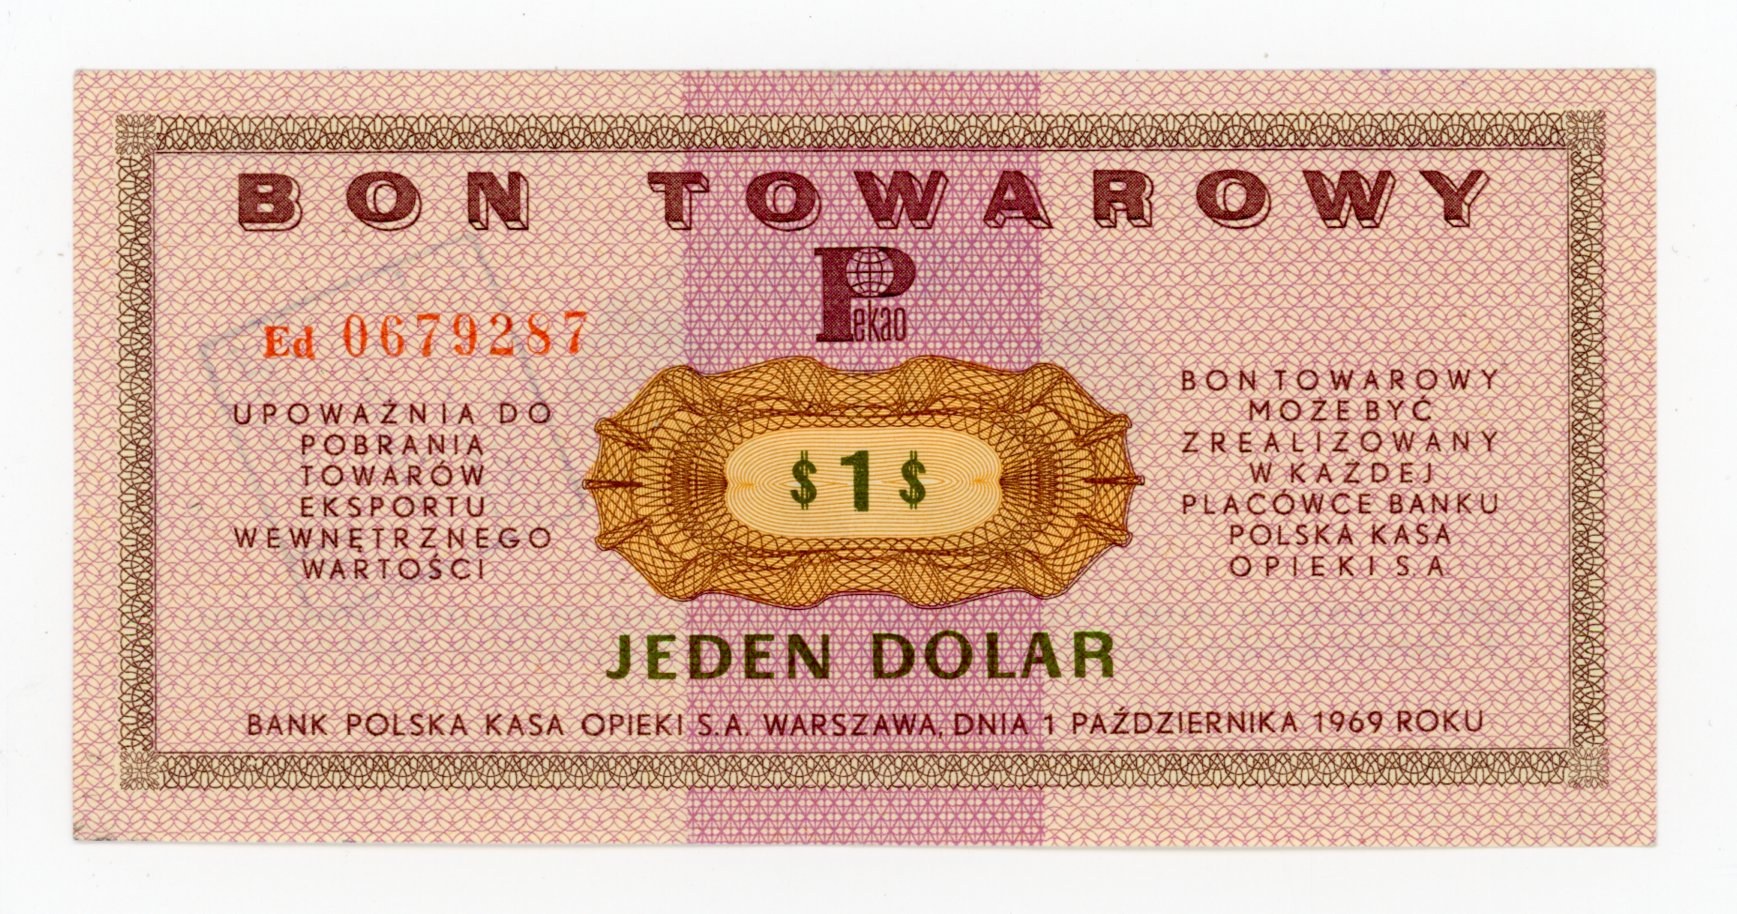 BON TOWAROWY
Pekao
Ed 0679287
UPOWAŻNIA DO
POBRANIA
TOWARÓW
EKSPORTU
WEWNĘTRZNEGO
WARTOŚCI
$1$
BON TOWAROWY
MOŻE BYĆ
ZREALIZOWANY
W KAŻDEJ
PLACÓWCE BANKU
POLSKA KASA
OPIEKI S.A.
JEDEN DOLAR
BANK POLSKA KASA OPIEKI S.A. WARSZAWA, DNIA 1 PAŹDZIERNIKA 1969 ROKU